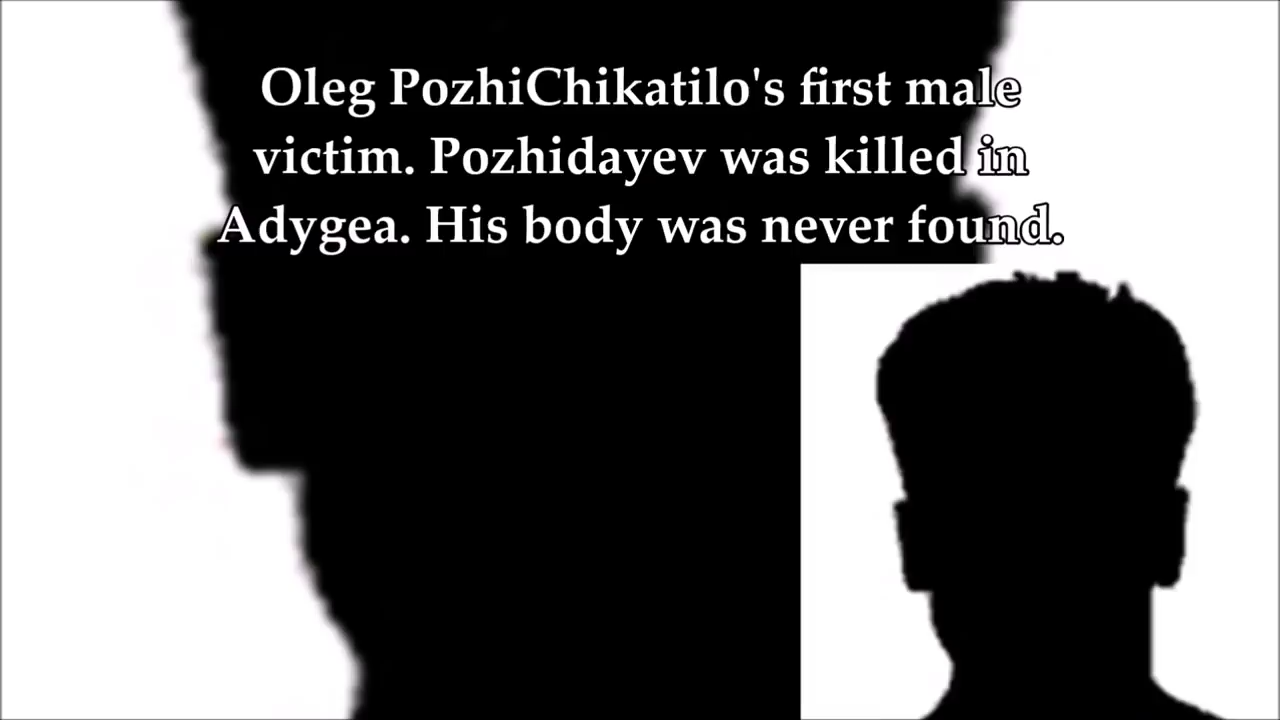 Oleg PozhiChikatilo's first male
victim. Pozhidayev was killed in
Adygea. His body was never found.